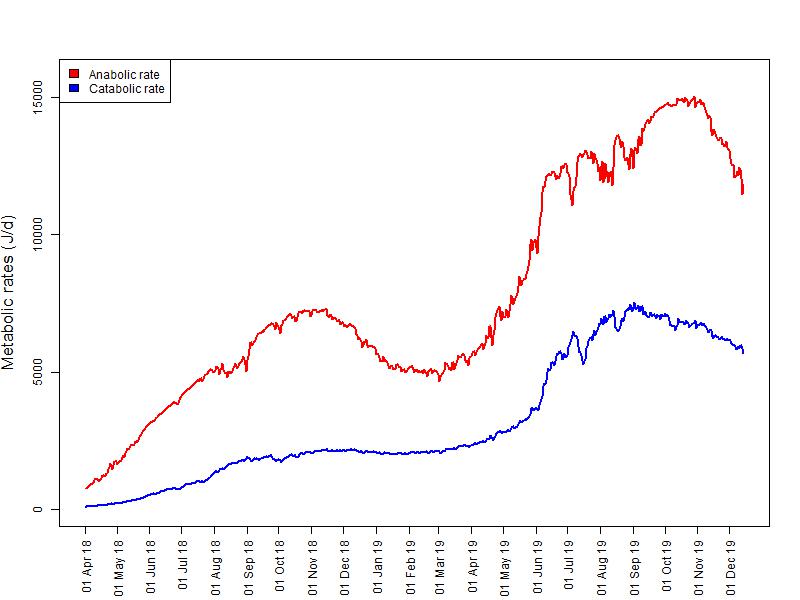 Anabolic rate
Catabolic rate
Metabolic rates (J/d)
15000
10000
5000
0
01 Apr 18
01 May 18
01 Jun 18
01 Jul 18
01 Aug 18
01 Sep 18
01 Oct 18
01 Nov 18
01 Dec 18
01 Jan 19
01 Feb 19
01 Mar 19
01 Apr 19
01 May 19
01 Jun 19
01 Jul 19
01 Aug 19
01 Sep 19
01 Oct 19
01 Nov 19
01 Dec 19